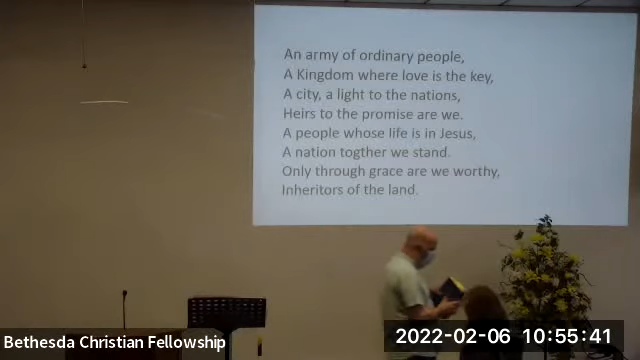 An army of ordinary people,
A Kingdom where love is the key,
A city, a light to the nations,
Heirs to the promise are we.
A people whose life is in Jesus,
A nation togther we stand.
Only through grace are we worthy,
Inheritors of the land.
Bethesda Christian Fellowship
2022-02-06 10:55:41